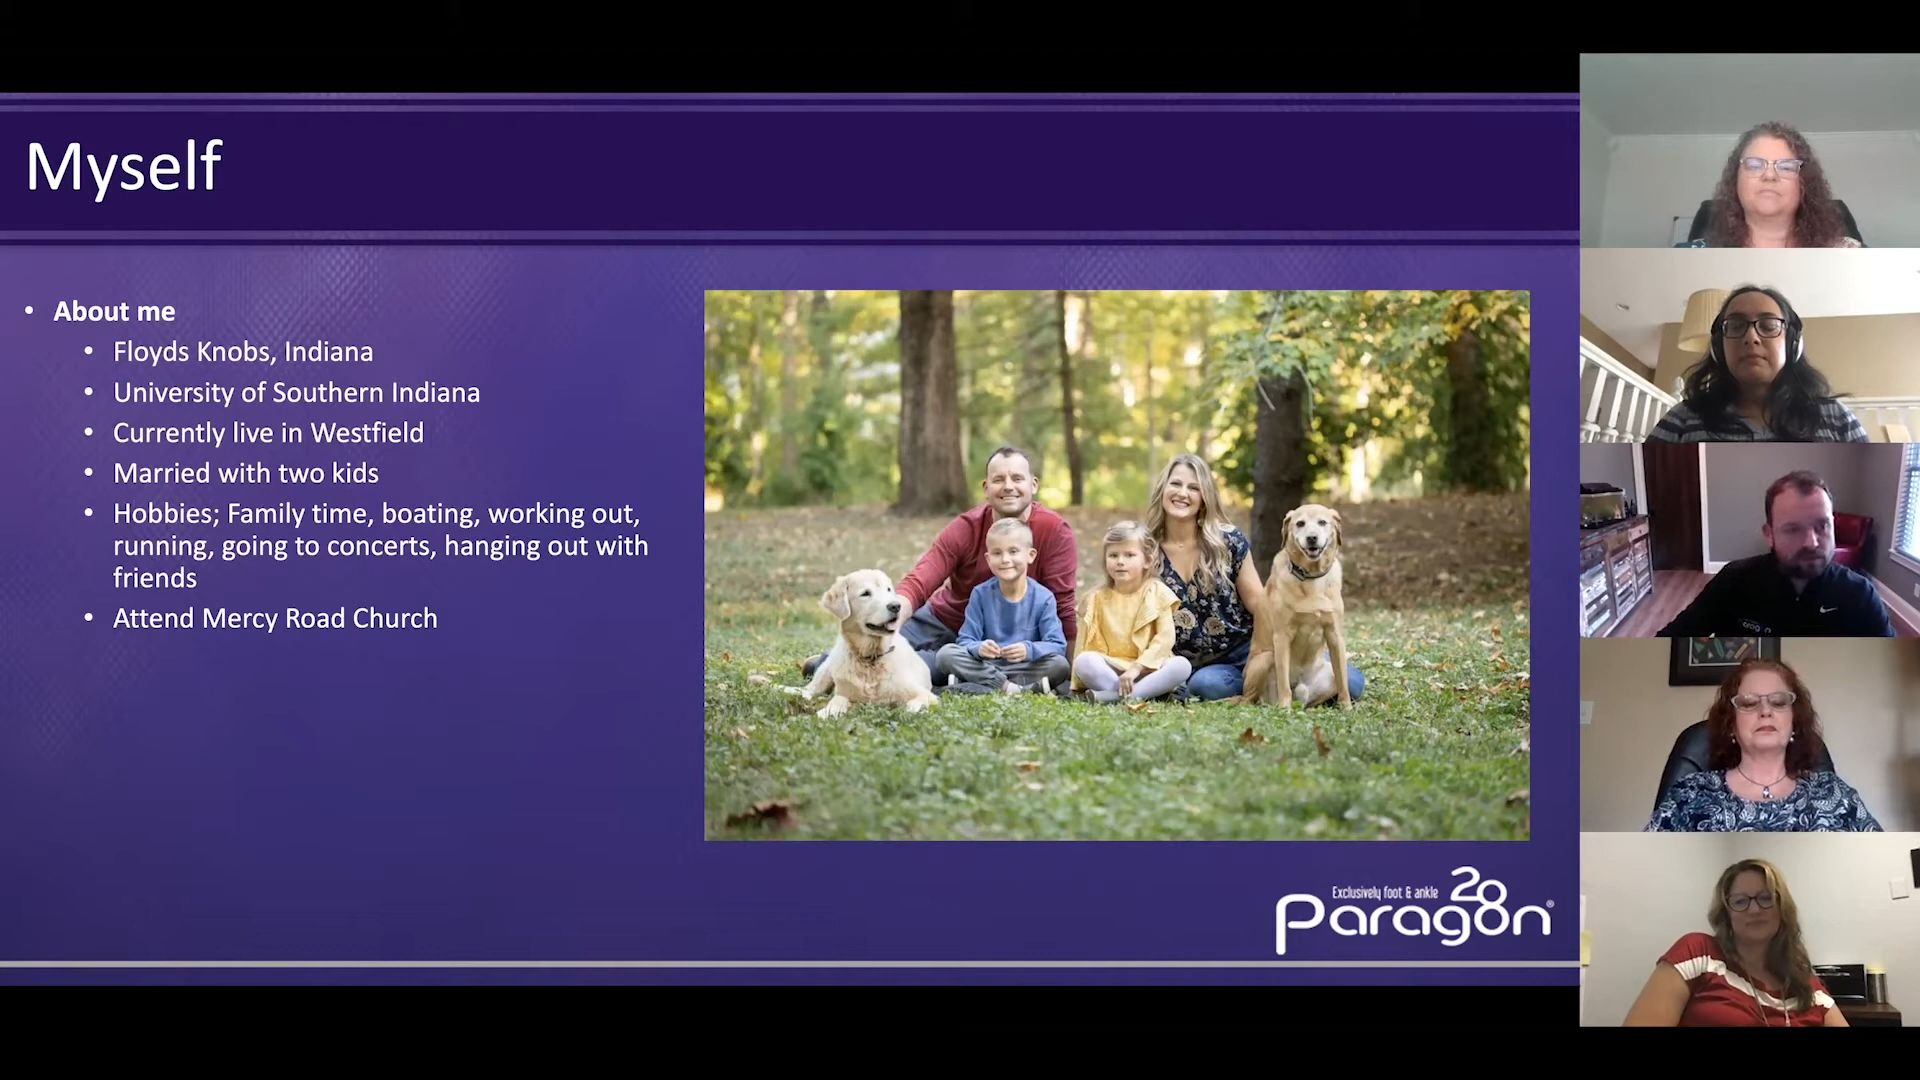 Myself
About me
Floyds Knobs, Indiana
University of Southern Indiana
Currently live in Westfield
Married with two kids
Hobbies; Family time, boating, working out,
running, going to concerts, hanging out with
friends
Attend Mercy Road Church
Exclusively foot & ankle
Paragon 28®